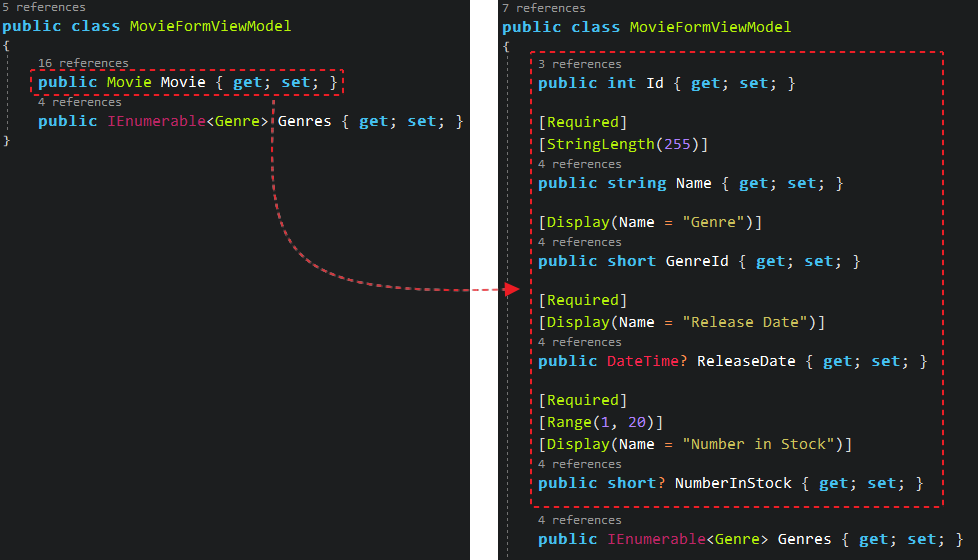 5 references
public class MovieFormViewModel
{
16 references
public Movie Movie { get; set; }
4 references
public IEnumerable<Genre> Genres { get; set; }
}
7 references
public class MovieFormViewModel
{
3 references
public int Id { get; set; }
[Required]
[StringLength(255)]
4 references
public string Name { get; set; }
[Display(Name = "Genre")]
4 references
public short GenreId { get; set; }
[Required]
[Display(Name = "Release Date")]
4 references
public DateTime? ReleaseDate { get; set; }
[Required]
[Range(1, 20)]
[Display(Name = "Number in Stock")]
4 references
public short? NumberInStock { get; set; }
4 references
public IEnumerable<Genre> Genres { get; set; }